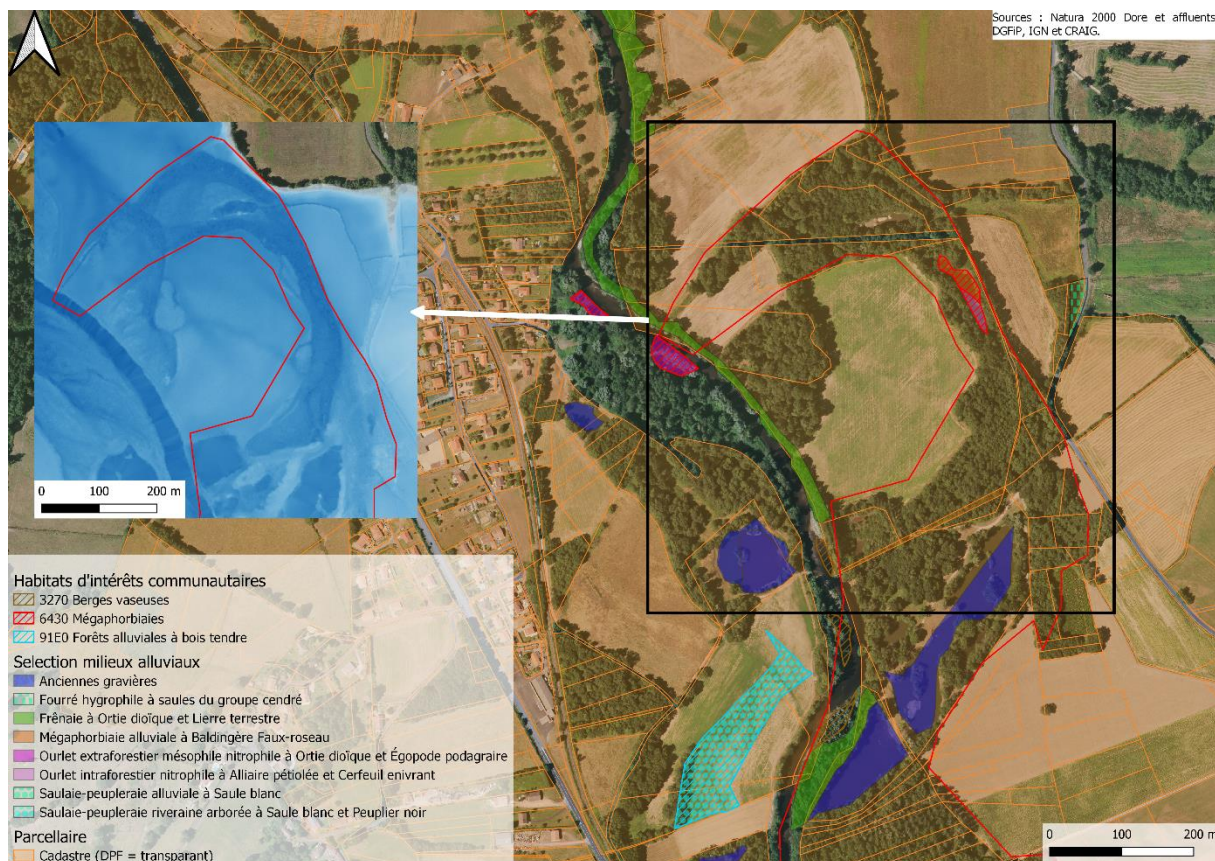 Sources : Natura 2000 Dore et affluents
DGFiP, IGN et CRAIG.
0 100 200 m
Habitats d'intérêts communautaires
3270 Berges vaseuses
6430 Mégaphorbiaies
91E0 Forêts alluviales à bois tendre
Selection milieux alluviaux
Anciennes gravières
Fourré hygrophile à saules du groupe cendré
Frênaie à Ortie dioïque et Lierre terrestre
Mégaphorbiaie alluviale à Baldingère Faux-roseau
Ourlet extraforestier mésophile nitrophile à Ortie dioïque et Égopode podagraire
Ourlet intraforestier nitrophile à Alliaire pétiolée et Cerfeuil enivrant
Saulaie-peupleraie alluviale à Saule blanc
Saulaie-peupleraie riveraine arborée à Saule blanc et Peuplier noir
Parcellaire
Cadastre (DPF = transparant)
0 100 200 m